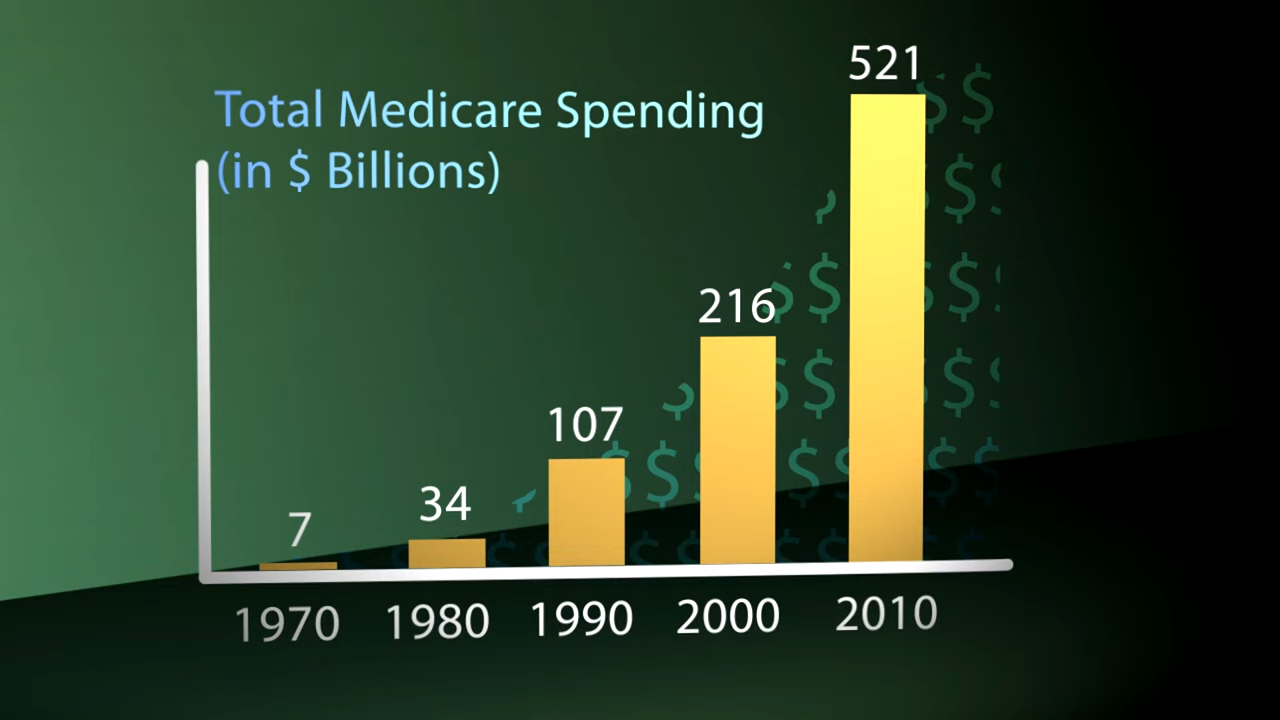 Total Medicare Spending
(in $ Billions)
521
216
107
34
7
1970 1980 1990 2000 2010